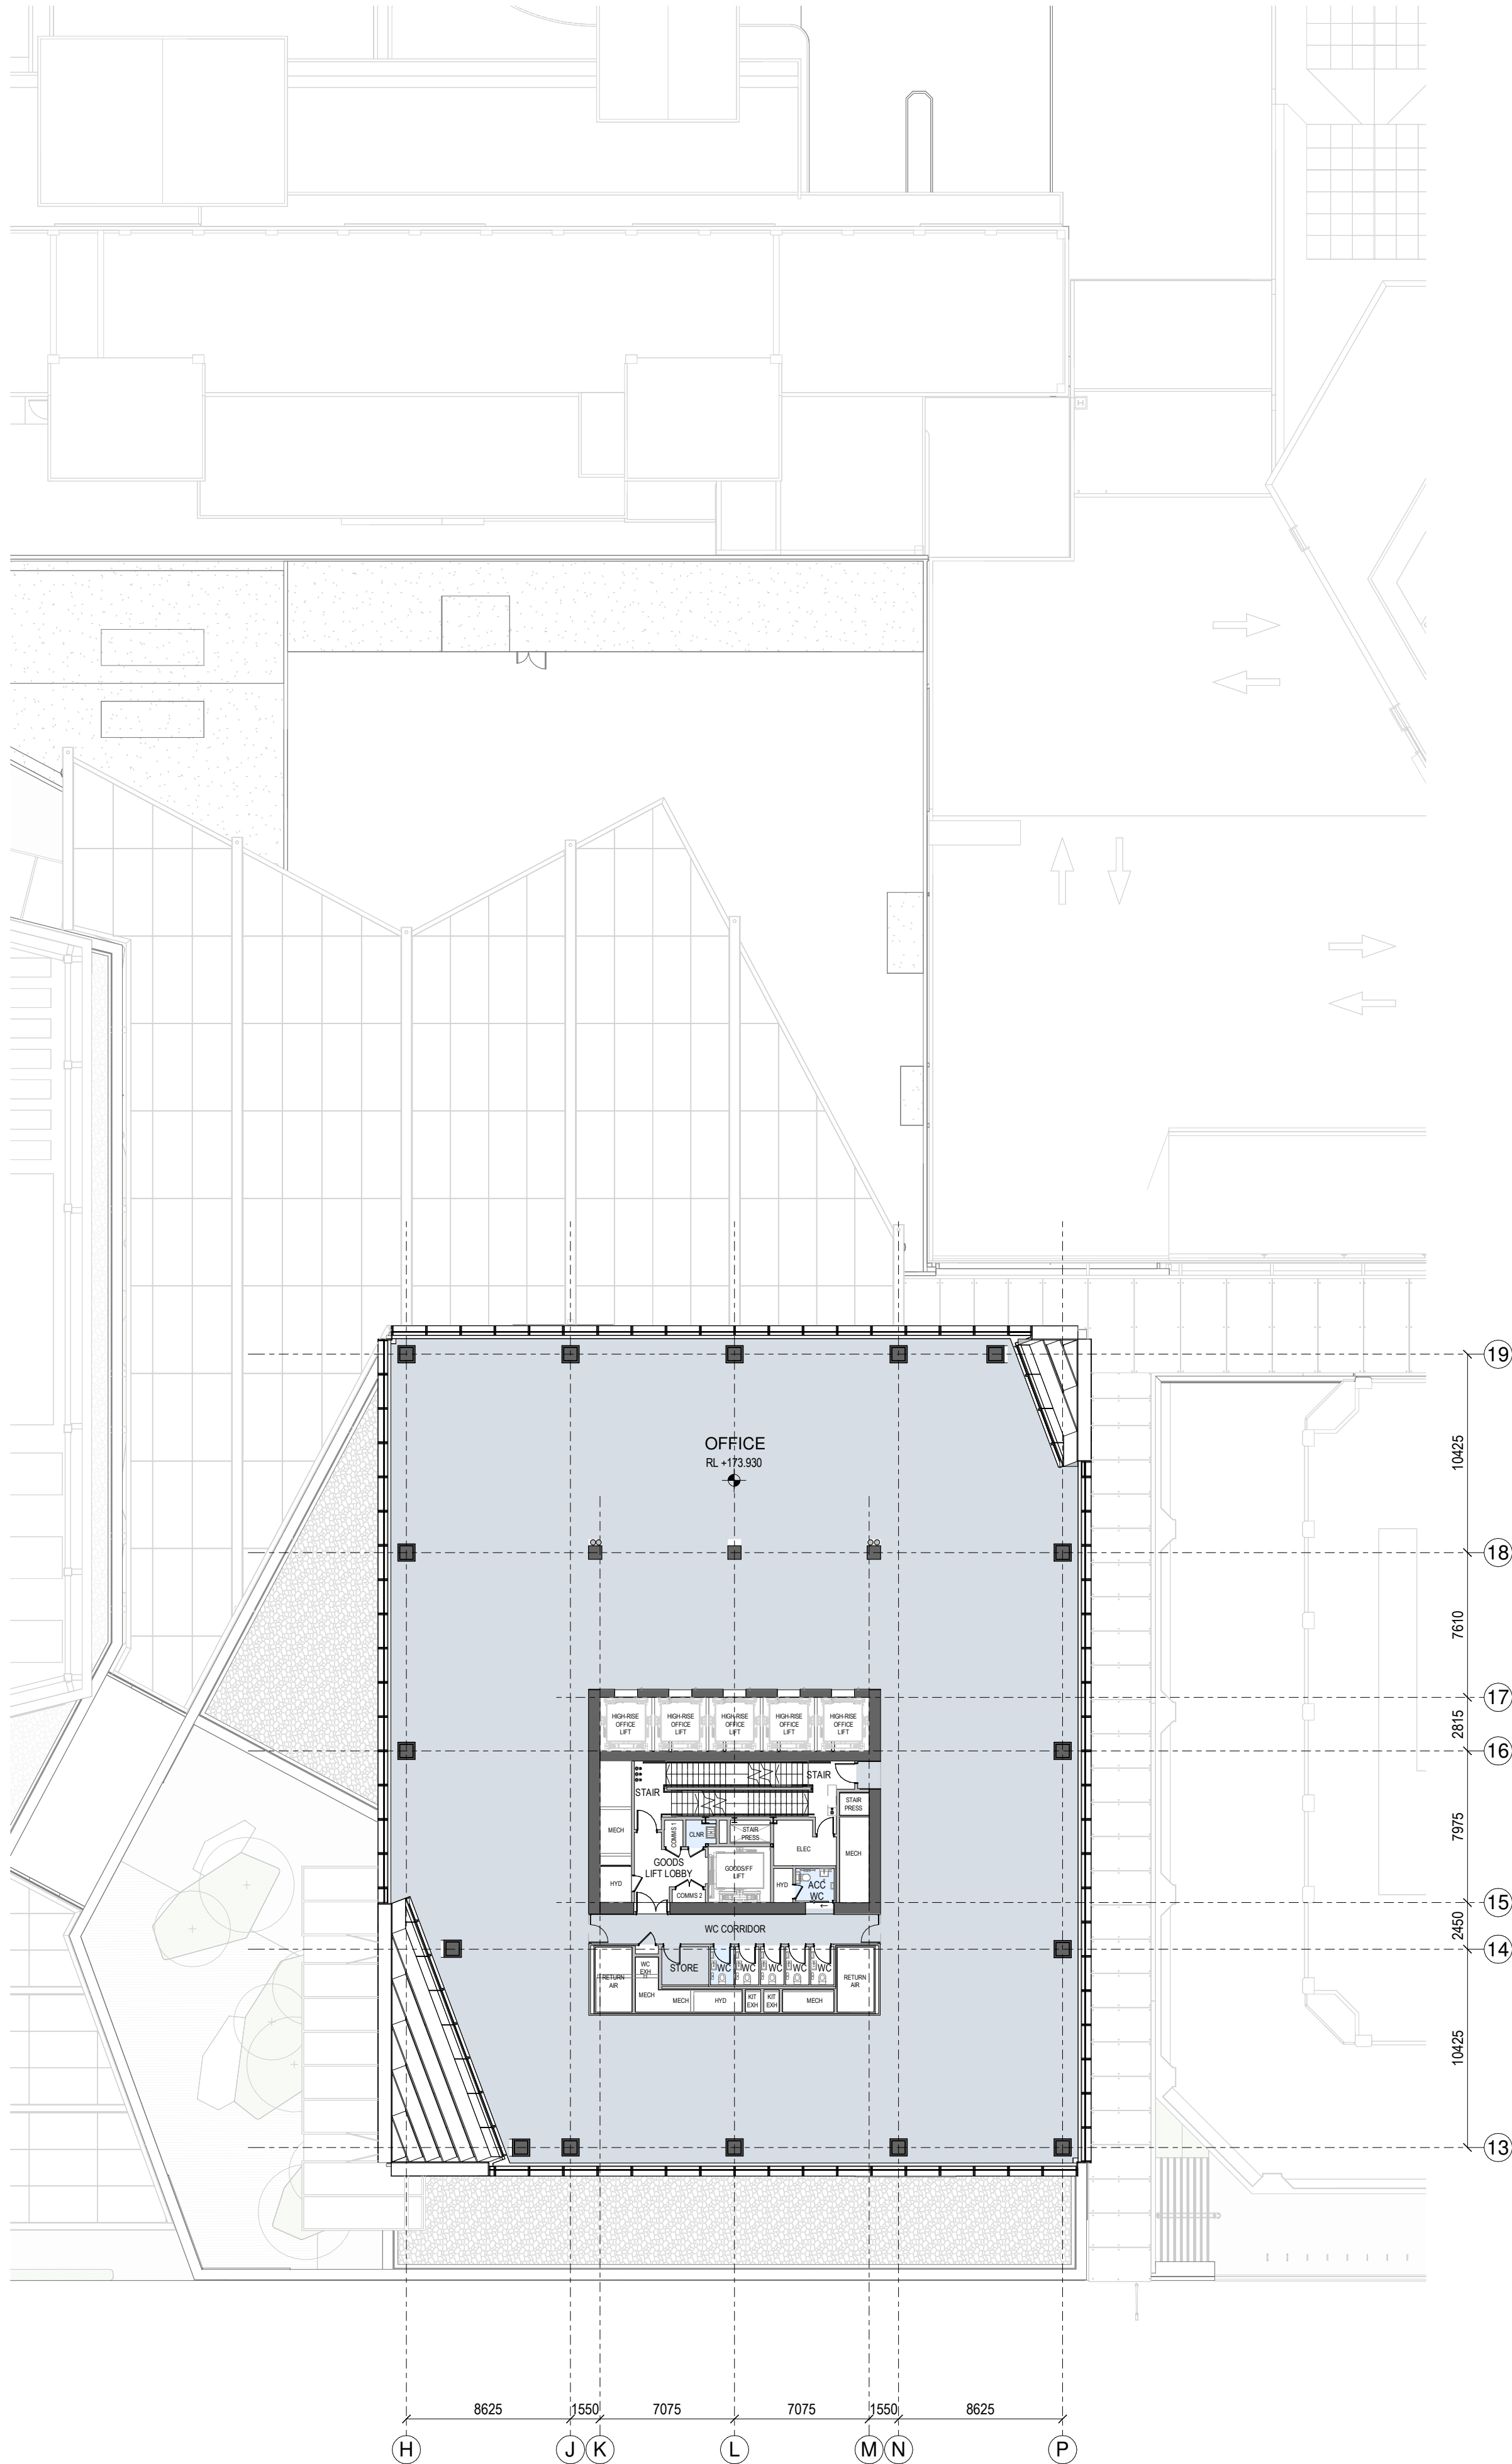 19
10425
OFFICE
RL +173.930
18
7610
17
2815
HIGH-RISE
OFFICE
LIFT
HIGH-RISE
OFFICE
LIFT
HIGH-RISE
OFFICE
LIFT
HIGH-RISE
OFFICE
LIFT
HIGH-RISE
OFFICE
LIFT
16
STAIR
STAIR
STAIR
PRESS
7975
MECH
COMMS 1
CLNR
STAIR
PRESS
ELEC
MECH
GOODS
LIFT LOBBY
GOODS/FF
LIFT
HYD
COMMS 2
HYD
ACC
WC
15
WC CORRIDOR
2450
14
RETURN
AIR
WC
EXH
STORE
WC
WC
WC
WC
WC
RETURN
AIR
MECH
MECH
HYD
KIT
EXH
KIT
EXH
MECH
10425
13
8625
1550
7075
7075
1550
8625
H
J
K
L
M
N
P